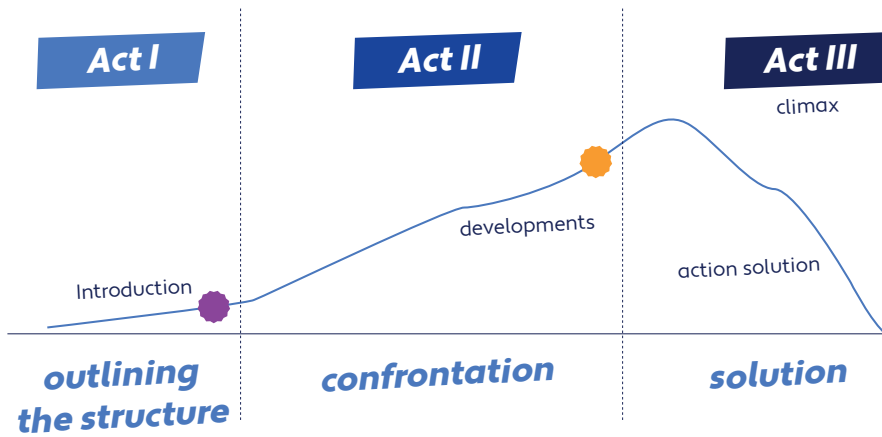 Act I
Act II
Act III
climax
developments
action solution
Introduction
outlining
the structure
confrontation
solution